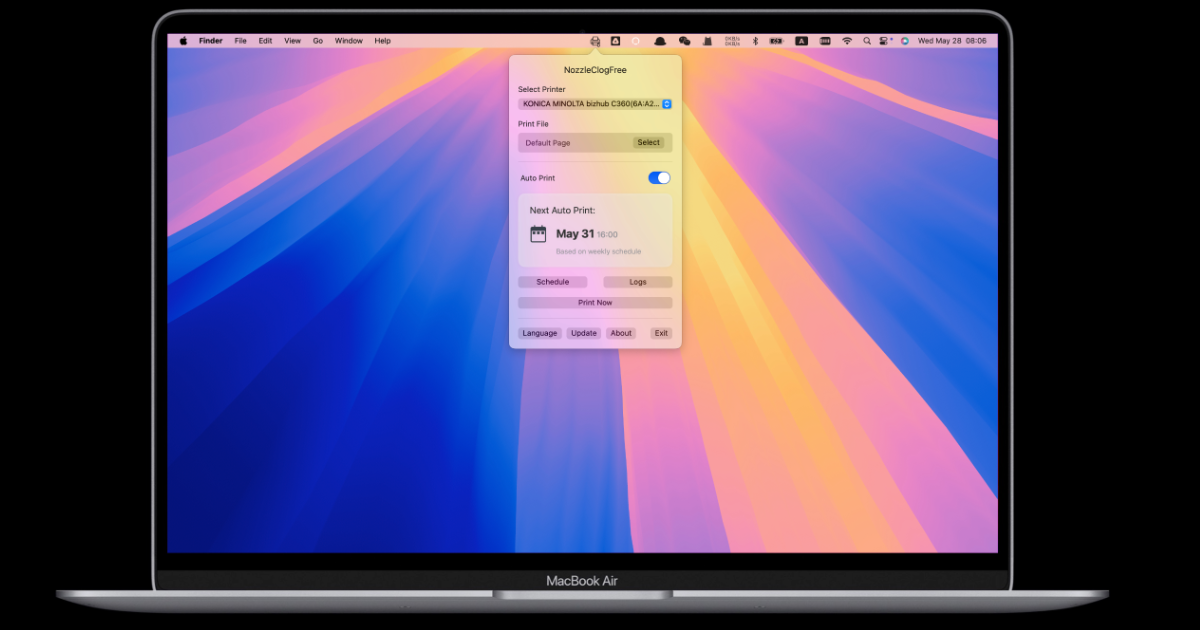 Finder File Edit View Go Window Help A Wed May 28 08:06
NozzleClogFree
Select Printer
KONICA MINOLTA bizhub C360(6A:A2...
Print File
Default Page Select
Auto Print
Next Auto Print:
May 31 16:00
Based on weekly schedule
Schedule Logs
Print Now
Language Update About Exit
MacBook Air